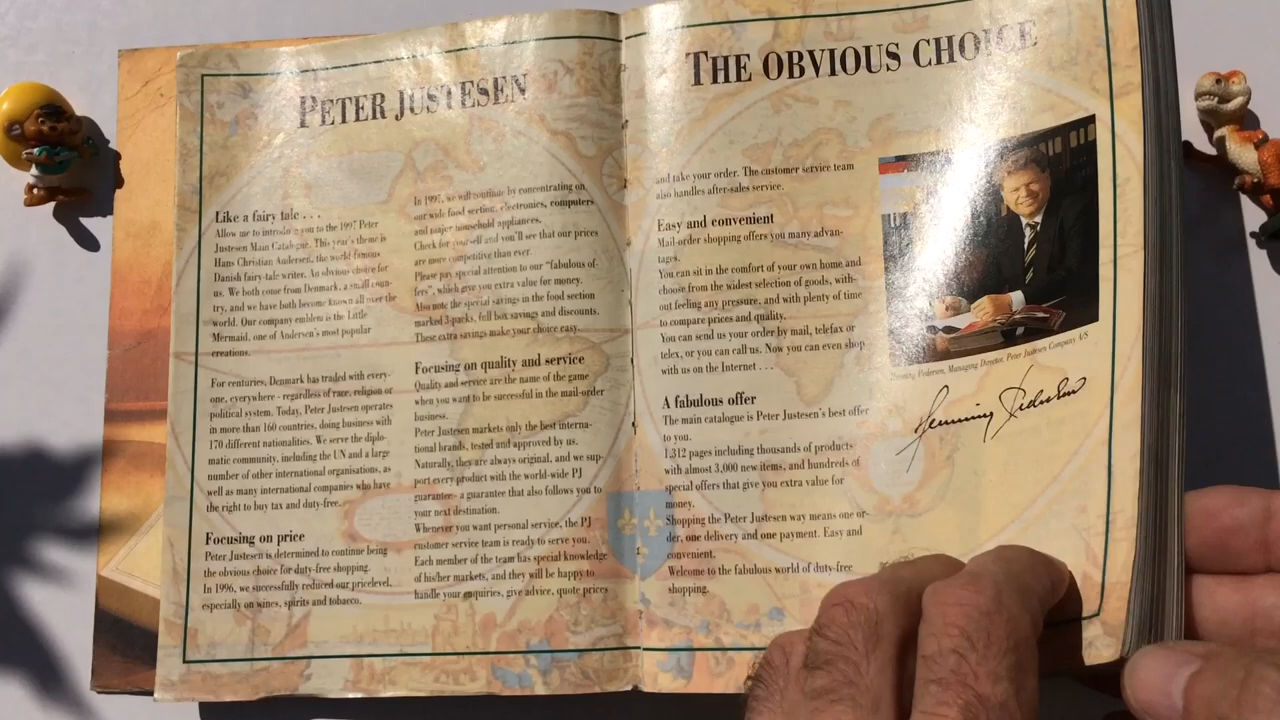 PETER JUSTESEN
Like a fairy tale . . .
Allow me to introduce you to the 1997 Peter
Justesen Main Catalogue. This year's theme is
Hans Christian Andersen, the world-famous
Danish fairy-tale writer. An obvious choice for
us. We both come from Denmark, a small coun-
try, and we have both become known all over the
world. Our company emblem is the Little
Mermaid, one of Andersen's most popular
creations.
For centuries, Denmark has traded with every-
one, everywhere - regardless of race, religion or
political system. Today, Peter Justesen operates
in more than 160 countries, doing business with
170 different nationalities. We serve the diplo-
matic community, including the UN and a large
number of other international organisations, as
well as many international companies who have
the right to buy tax and duty-free.
Focusing on price
Peter Justesen is determined to continue being
the obvious choice for duty-free shopping.
In 1996, we successfully reduced our pricelevel,
especially on wines, spirits and tobacco.
In 1997, we will continue by concentrating on
our wide food section, electronics, computers
and major household appliances.
Check for yourself and you'll see that our prices
are more competitive than ever.
Please pay special attention to our "fabulous of-
fers", which give you extra value for money.
Also note the special savings in the food section
marked 3-packs, full box savings and discounts.
These extra savings make your choice easy.
Focusing on quality and service
Quality and service are the name of the game
when you want to be successful in the mail-order
business.
Peter Justesen markets only the best interna-
tional brands, tested and approved by us.
Naturally, they are always original, and we sup-
port every product with the world-wide PJ
guarantee - a guarantee that also follows you to
your next destination.
Whenever you want personal service, the PJ
customer service team is ready to serve you.
Each member of the team has special knowledge
of his/her markets, and they will be happy to
handle your enquiries, give advice, quote prices
THE OBVIOUS CHOICE
and take your order. The customer service team
also handles after-sales service.
Easy and convenient
Mail-order shopping offers you many advan-
tages.
You can sit in the comfort of your own home and
choose from the widest selection of goods, with-
out feeling any pressure, and with plenty of time
to compare prices and quality.
You can send us your order by mail, telefax or
telex, or you can call us. Now you can even shop
with us on the Internet . . .
A fabulous offer
The main catalogue is Peter Justesen's best offer
to you.
1,312 pages including thousands of products
with almost 3,000 new items, and hundreds of
special offers that give you extra value for
money.
Shopping the Peter Justesen way means one or-
der, one delivery and one payment. Easy and
convenient.
Welcome to the fabulous world of duty-free
shopping.
Henning Pedersen, Managing Director, Peter Justesen Company A/S
Henning Pedersen